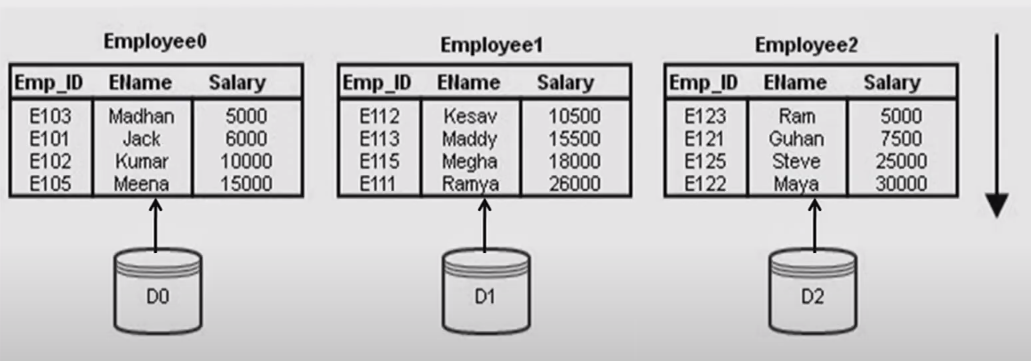 Employee0
Emp_ID EName Salary
E103 Madhan 5000
E101 Jack 6000
E102 Kumar 10000
E105 Meena 15000
D0
Employee1
Emp_ID EName Salary
E112 Kesav 10500
E113 Maddy 15500
E115 Megha 18000
E111 Ramya 26000
D1
Employee2
Emp_ID EName Salary
E123 Ram 5000
E121 Guhan 7500
E125 Steve 25000
E122 Maya 30000
D2